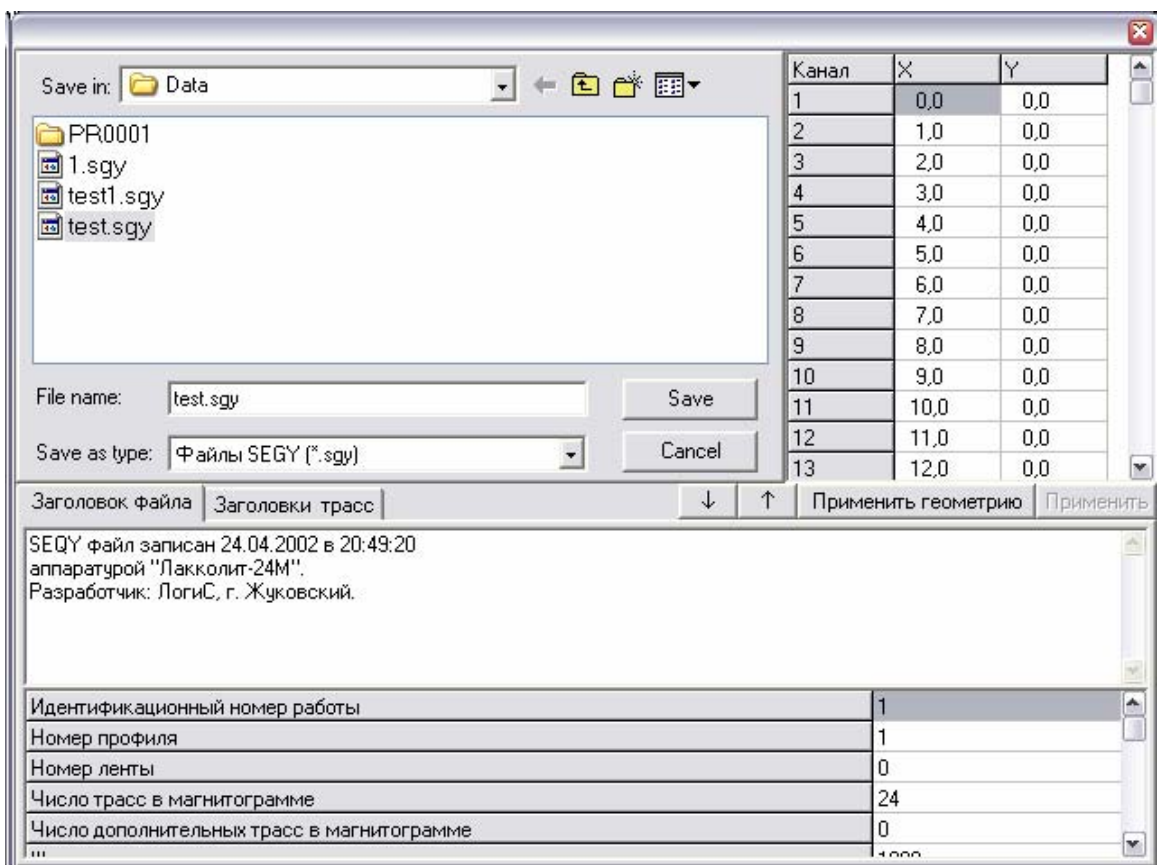 Save in: Data
PR0001
1.sgy
test1.sgy
test.sgy
File name: test.sgy Save
Save as type: Файлы SEGY (*.sgy) Cancel
Канал X Y
1 0,0 0,0
2 1,0 0,0
3 2,0 0,0
4 3,0 0,0
5 4,0 0,0
6 5,0 0,0
7 6,0 0,0
8 7,0 0,0
9 8,0 0,0
10 9,0 0,0
11 10,0 0,0
12 11,0 0,0
13 12,0 0,0
Заголовок файла Заголовки трасс ↓ ↑ Применить геометрию Применить
SEQY файл записан 24.04.2002 в 20:49:20
аппаратурой "Лакколит-24М".
Разработчик: ЛогиС, г. Жуковский.
Идентификационный номер работы 1
Номер профиля 1
Номер ленты 0
Число трасс в магнитограмме 24
Число дополнительных трасс в магнитограмме 0